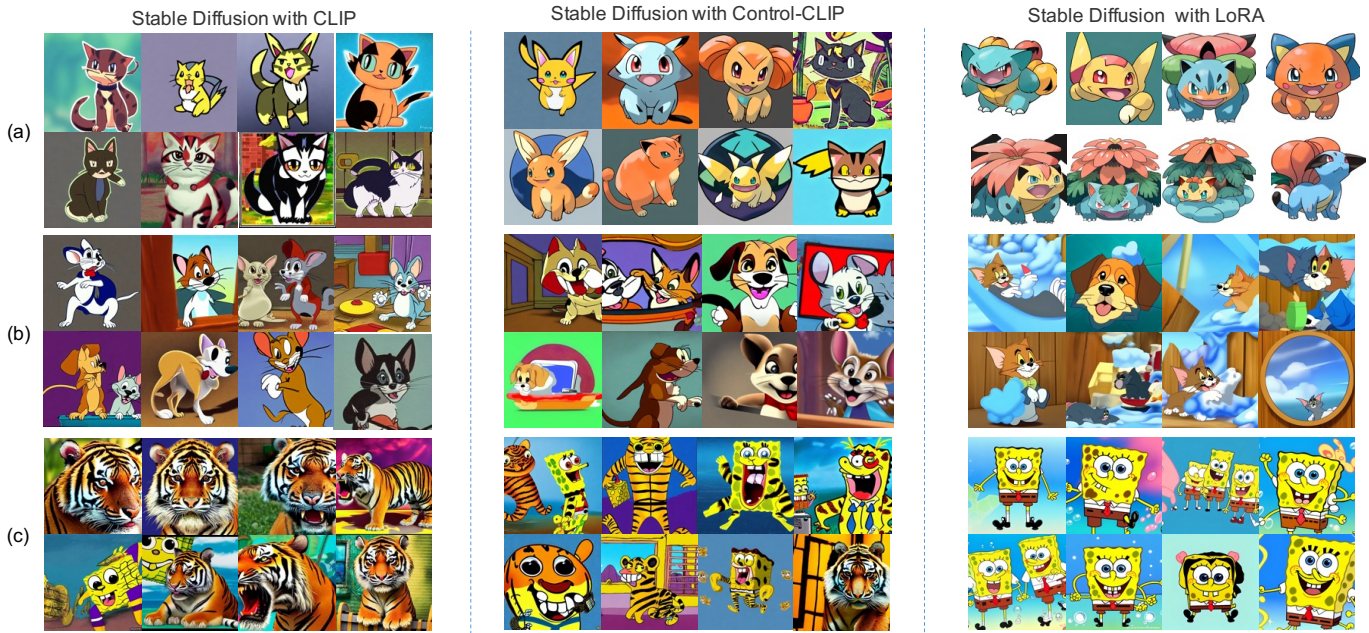 Stable Diffusion with CLIP
Stable Diffusion with Control-CLIP
Stable Diffusion with LoRA
(a)
(b)
(c)